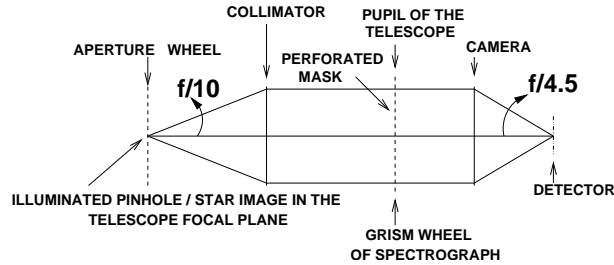 COLLIMATOR
PUPIL OF THE
TELESCOPE
APERTURE WHEEL
PERFORATED
MASK
CAMERA
f/10
f/4.5
ILLUMINATED PINHOLE / STAR IMAGE IN THE
TELESCOPE FOCAL PLANE
DETECTOR
GRISM WHEEL
OF SPECTROGRAPH